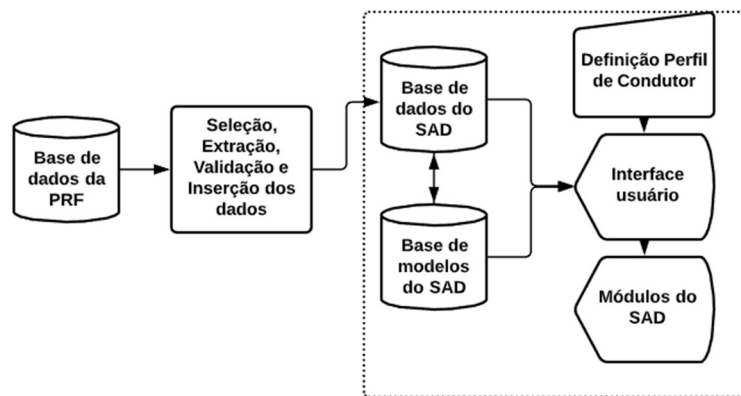 Base de
dados da
PRF
Seleção,
Extração,
Validação e
Inserção dos
dados
Base de
dados do
SAD
Base de
modelos
do SAD
Definição Perfil
de Condutor
Interface
usuário
Módulos do
SAD